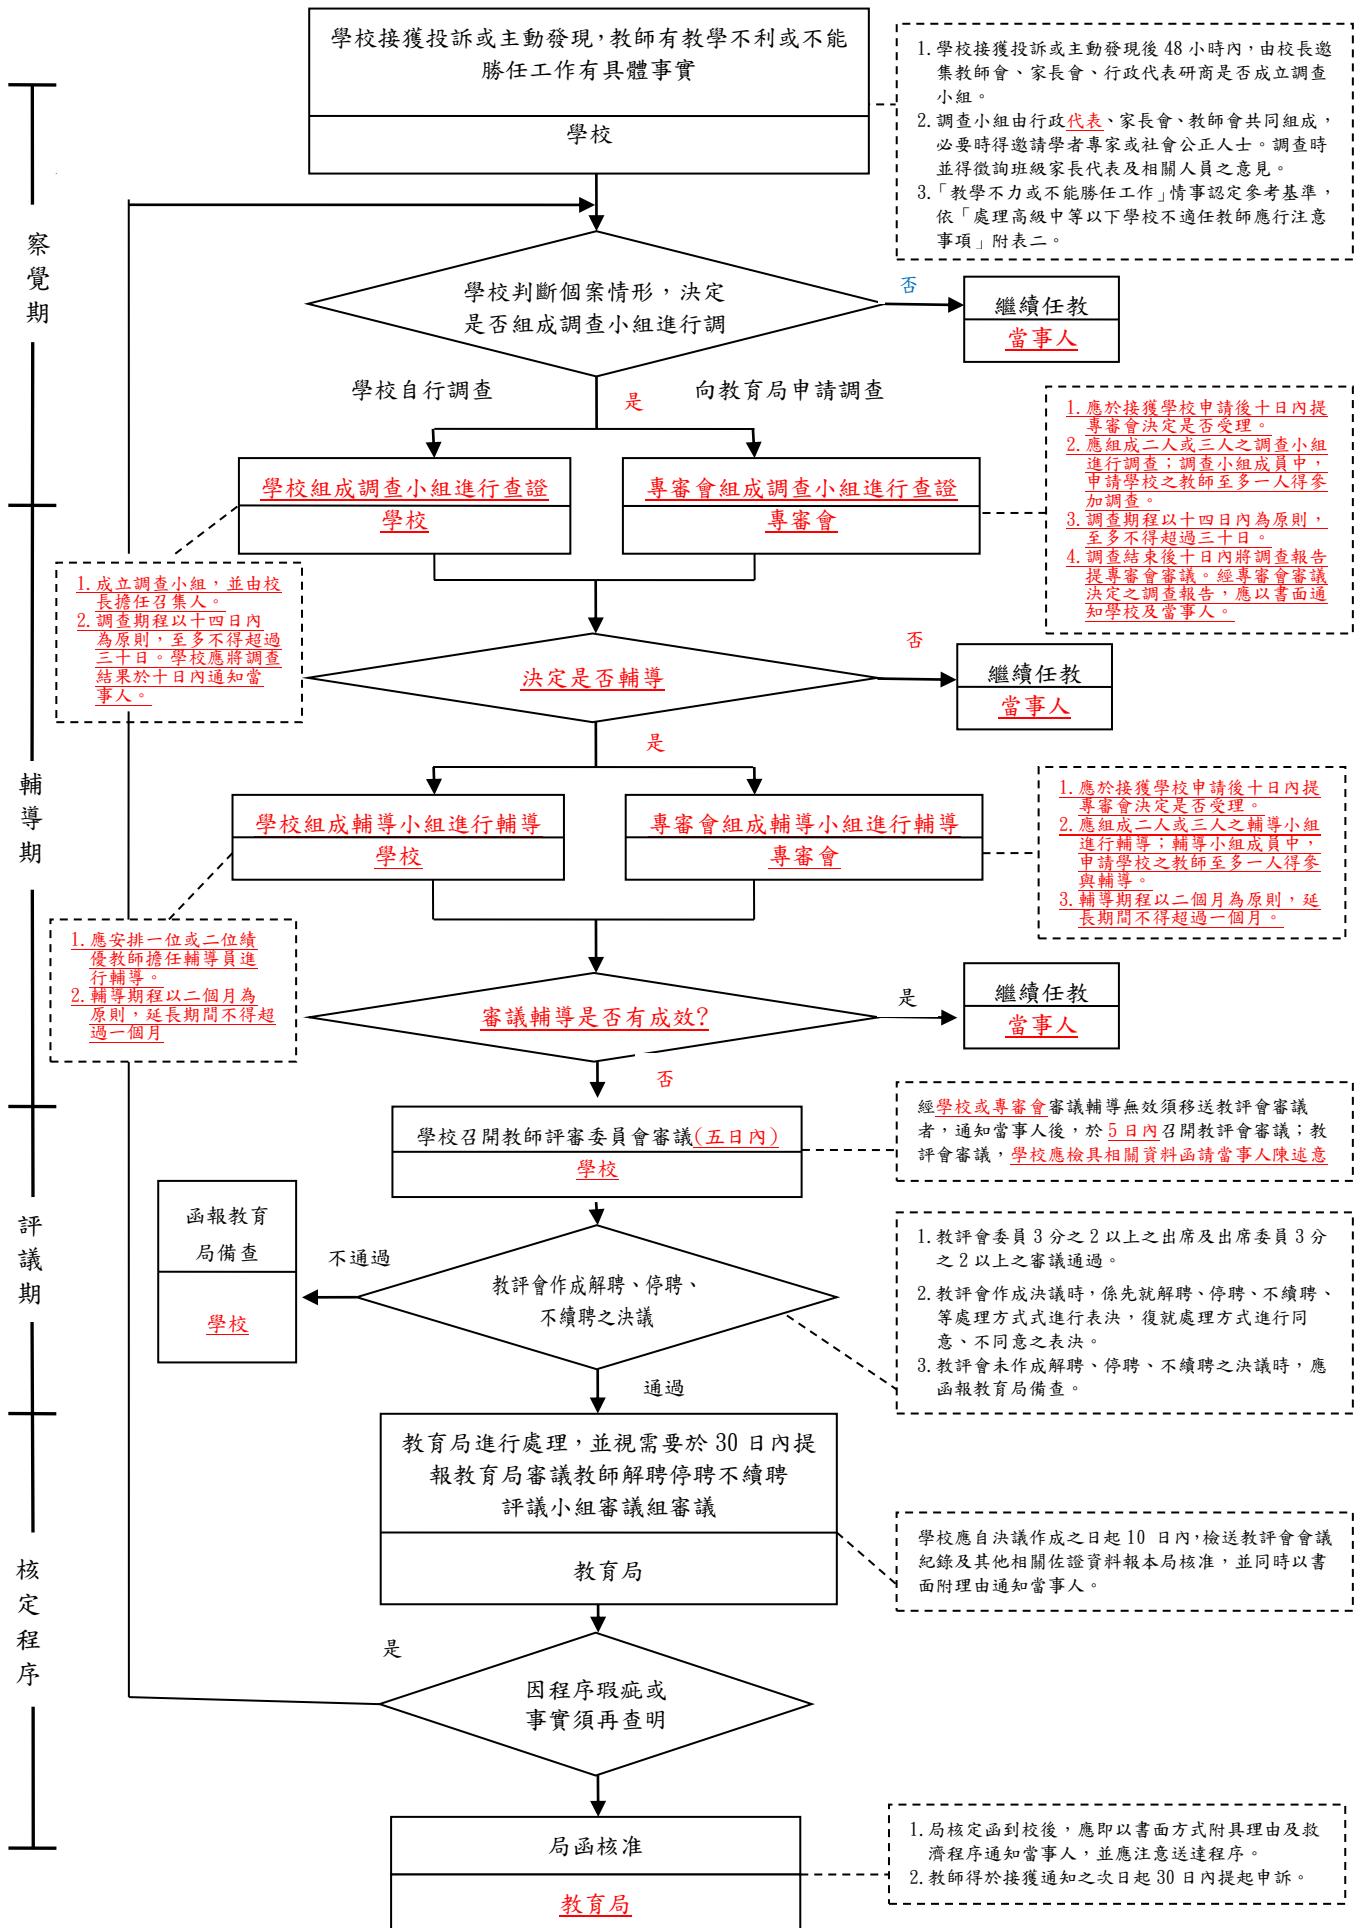 學校接獲投訴或主動發現，教師有教學不利或不能
勝任工作有具體事實
學校
1. 學校接獲投訴或主動發現後 48 小時內，由校長邀
集教師會、家長會、行政代表研商是否成立調查
小組。
2. 調查小組由行政代表、家長會、教師會共同組成，
必要時得邀請學者專家或社會公正人士。調查時
並得徵詢班級家長代表及相關人員之意見。
3.「教學不力或不能勝任工作」情事認定參考基準，
依「處理高級中等以下學校不適任教師應行注意
事項」附表二。
察
覺
期
學校判斷個案情形，決定
是否組成調查小組進行調
否
繼續任教
當事人
學校自行調查
是
向教育局申請調查
1. 應於接獲學校申請後十日內提
專審會決定是否受理。
2. 應組成二人或三人之調查小組
進行調查；調查小組成員中，
申請學校之教師至多一人得參
加調查。
3. 調查期程以十四日內為原則，
至多不得超過三十日。
4. 調查結束後十日內將調查報告
提專審會審議。經專審會審議
決定之調查報告，應以書面通
知學校及當事人。
學校組成調查小組進行查證
學校
專審會組成調查小組進行查證
專審會
1. 成立調查小組，並由校
長擔任召集人。
2. 調查期程以十四日內
為原則，至多不得超過
三十日。學校應將調查
結果於十日內通知當
事人。
決定是否輔導
否
繼續任教
當事人
是
輔
導
期
學校組成輔導小組進行輔導
學校
專審會組成輔導小組進行輔導
專審會
1. 應於接獲學校申請後十日內提
專審會決定是否受理。
2. 應組成二人或三人之輔導小組
進行輔導；輔導小組成員中，
申請學校之教師至多一人得參
與輔導。
3. 輔導期程以二個月為原則，延
長期間不得超過一個月。
1. 應安排一位或二位績
優教師擔任輔導員進
行輔導。
2. 輔導期程以二個月為
原則，延長期間不得超
過一個月
審議輔導是否有成效?
是
繼續任教
當事人
否
學校召開教師評審委員會審議(五日內)
學校
經學校或專審會審議輔導無效須移送教評會審議
者，通知當事人後，於 5 日內召開教評會審議；教
評會審議，學校應檢具相關資料函請當事人陳述意
評
議
期
函報教育
局備查
學校
不通過
教評會作成解聘、停聘、
不續聘之決議
1. 教評會委員 3 分之 2 以上之出席及出席委員 3 分
之 2 以上之審議通過。
2. 教評會作成決議時，係先就解聘、停聘、不續聘、
等處理方式式進行表決，復就處理方式進行同
意、不同意之表決。
3. 教評會未作成解聘、停聘、不續聘之決議時，應
函報教育局備查。
通過
教育局進行處理，並視需要於 30 日內提
報教育局審議教師解聘停聘不續聘
評議小組審議組審議
教育局
學校應自決議作成之日起 10 日內，檢送教評會會議
紀錄及其他相關佐證資料報本局核准，並同時以書
面附理由通知當事人。
核
定
程
序
是
因程序瑕疵或
事實須再查明
局函核准
教育局
1. 局核定函到校後，應即以書面方式附具理由及救
濟程序通知當事人，並應注意送達程序。
2. 教師得於接獲通知之次日起 30 日內提起申訴。